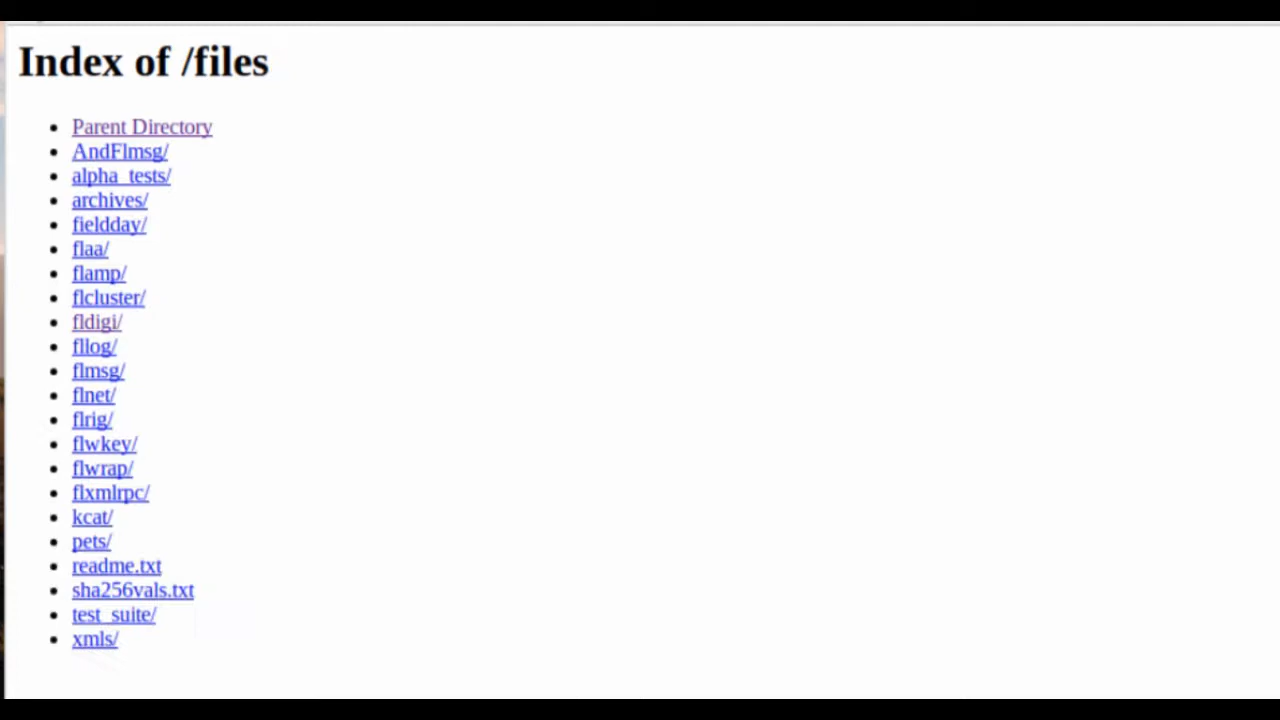 Index of /files
Parent Directory
AndFlmsg/
alpha_tests/
archives/
fieldday/
flaa/
flamp/
flcluster/
fldigi/
fllog/
flmsg/
flnet/
flrig/
flwkey/
flwrap/
flxmlrpc/
kcat/
pets/
readme.txt
sha256vals.txt
test_suite/
xmls/